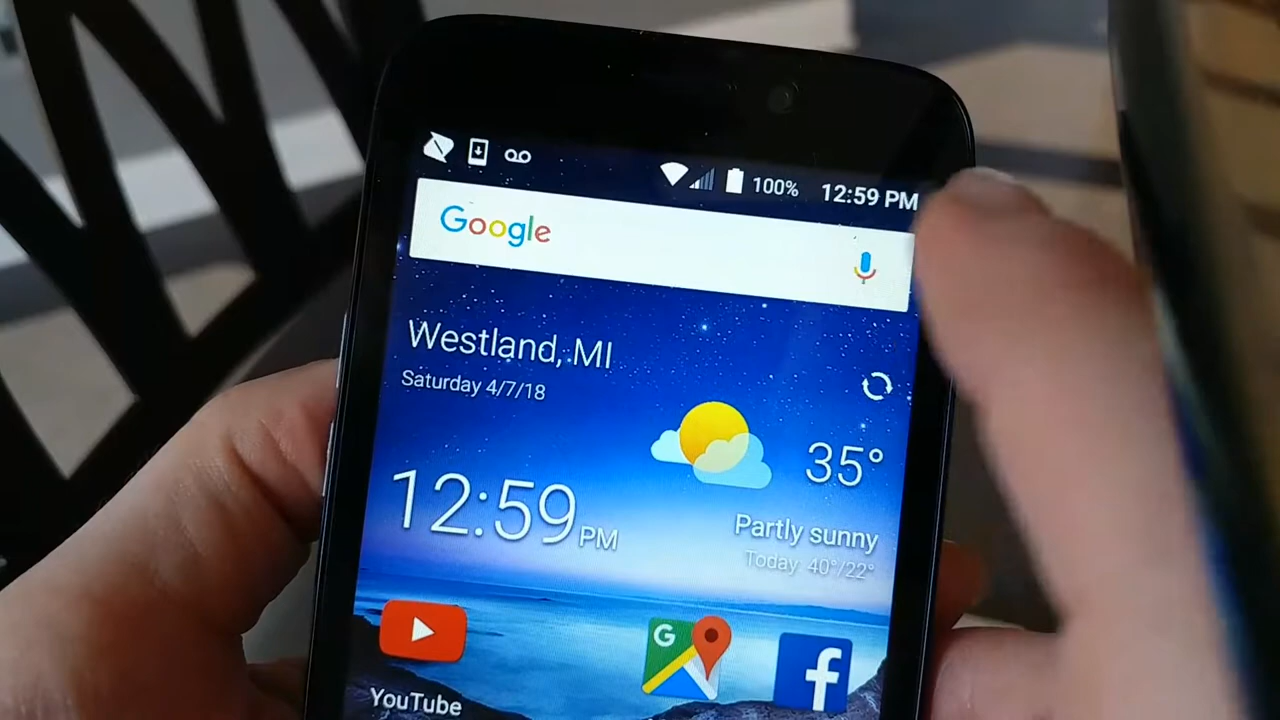 100% 12:59 PM
Google
Westland, MI
Saturday 4/7/18
35°
12:59 PM
Partly sunny
Today 40°/22°
G
f
YouTube